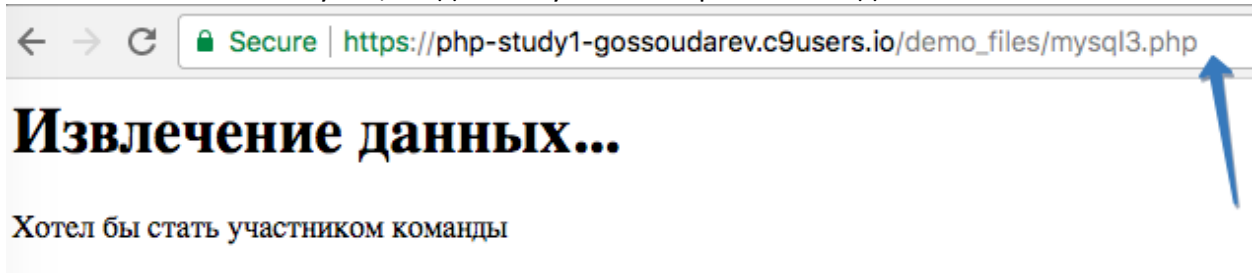 Secure | https://php-study1-gossoudarev.c9users.io/demo_files/mysql3.php
Извлечение данных...
Хотел бы стать участником команды